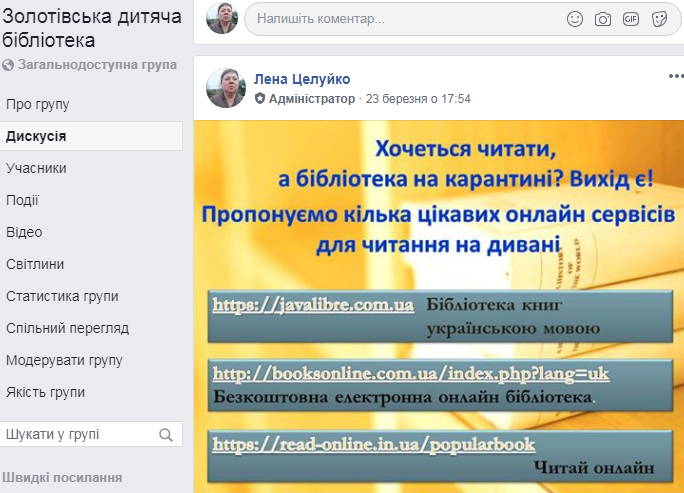 Золотівська дитяча
бібліотека
Загальнодоступна група
Про групу
Дискусія
Учасники
Події
Відео
Світлини
Статистика групи
Спільний перегляд
Модерувати групу
Якість групи
Шукати у групі
Швидкі посилання
Напишіть коментар...
GIF
Лена Целуйко
Адміністратор · 23 березня о 17:54
Хочеться читати,
а бібліотека на карантині? Вихід є!
Пропонуємо кілька цікавих онлайн сервісів
для читання на дивані
https://javalibre.com.ua Бібліотека книг
українською мовою
http://booksonline.com.ua/index.php?lang=uk
Безкоштовна електронна онлайн бібліотека.
https://read-online.in.ua/popularbook
Читай онлайн